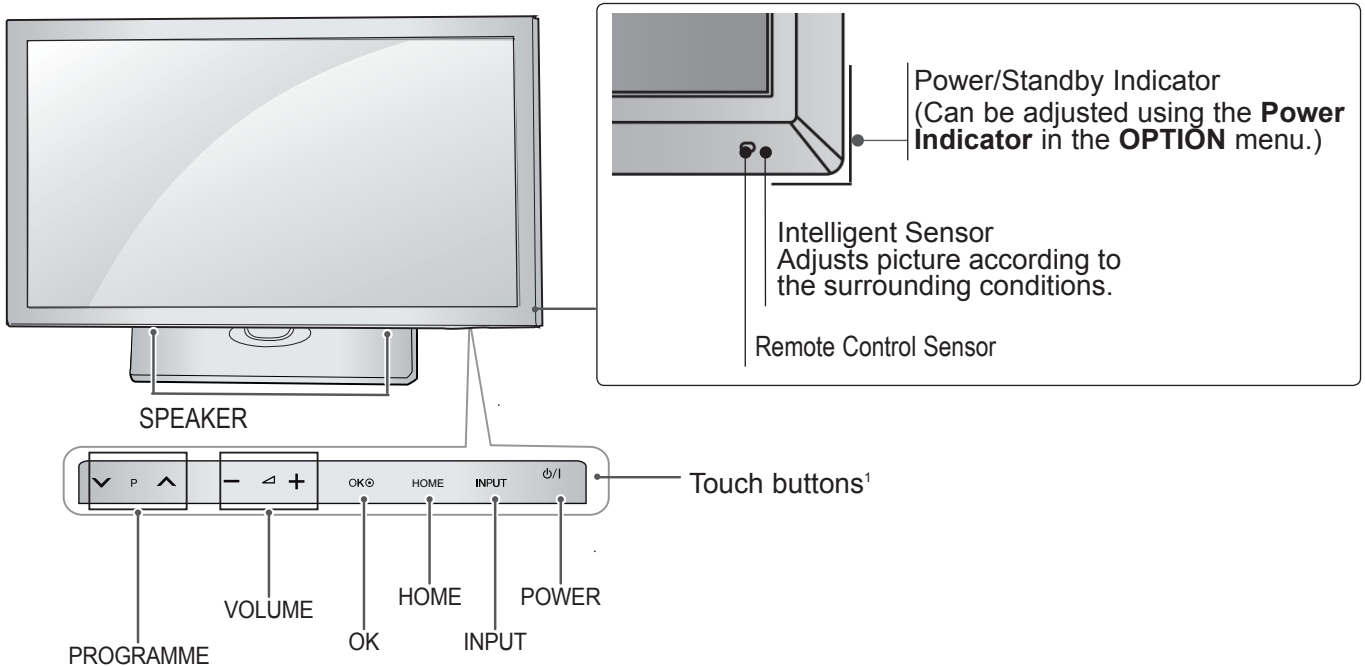 Power/Standby Indicator
(Can be adjusted using the Power
Indicator in the OPTION menu.)
Intelligent Sensor
Adjusts picture according to
the surrounding conditions.
Remote Control Sensor
SPEAKER
P
OK
HOME
INPUT
⏻/I
Touch buttons¹
VOLUME
HOME
POWER
PROGRAMME
OK
INPUT